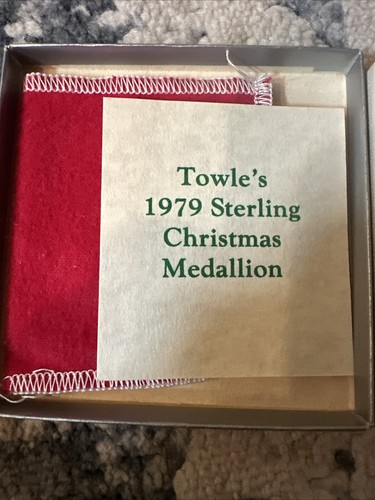 Towle's
1979 Sterling
Christmas
Medallion